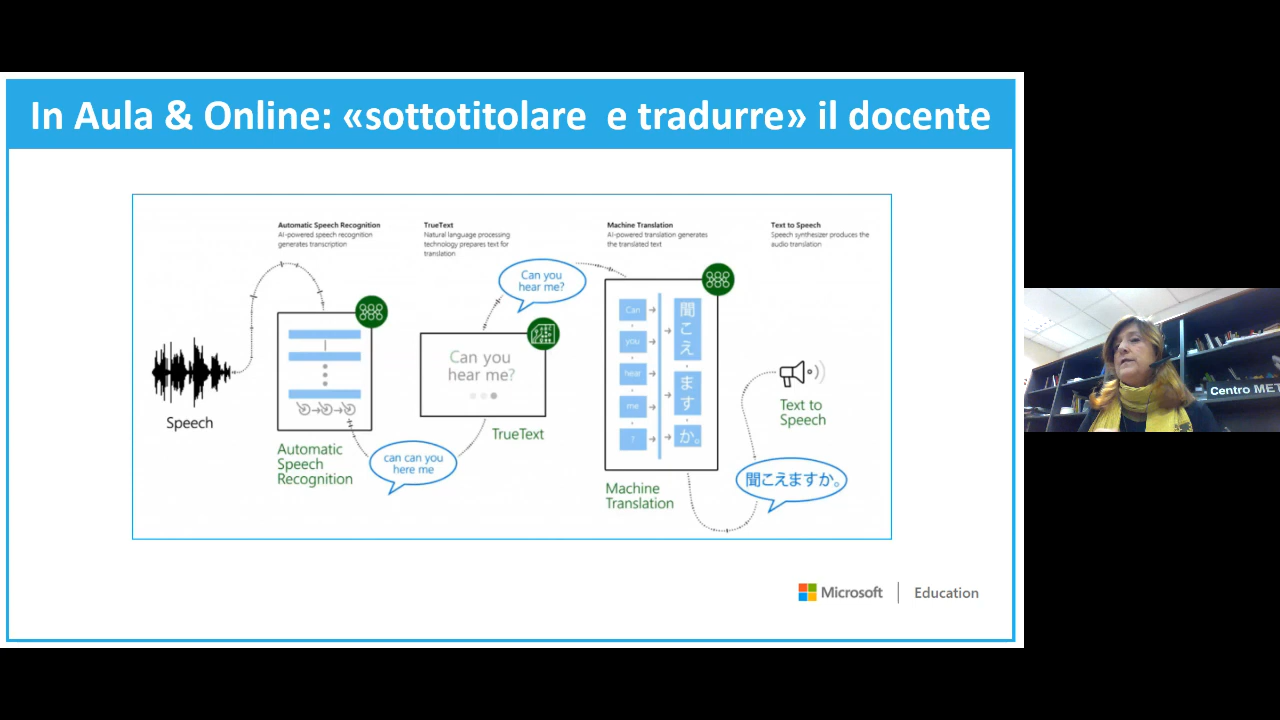 In Aula & Online: «sottotitolare e tradurre» il docente
Automatic Speech Recognition
AI-powered speech recognition
generates transcription
TrueText
Natural language processing
technology prepares text for
translation
Machine Translation
AI-powered translation generates
the translated text
Text to Speech
Speech synthesizer produces the
audio translation
Speech
Automatic
Speech
Recognition
can can you
here me
Can you
hear me?
TrueText
Can you
hear me?
Can
you
hear
me
?
聞こえ
ます
か。
Machine
Translation
聞こえますか。
Text to
Speech
Microsoft
Education
Centro MET